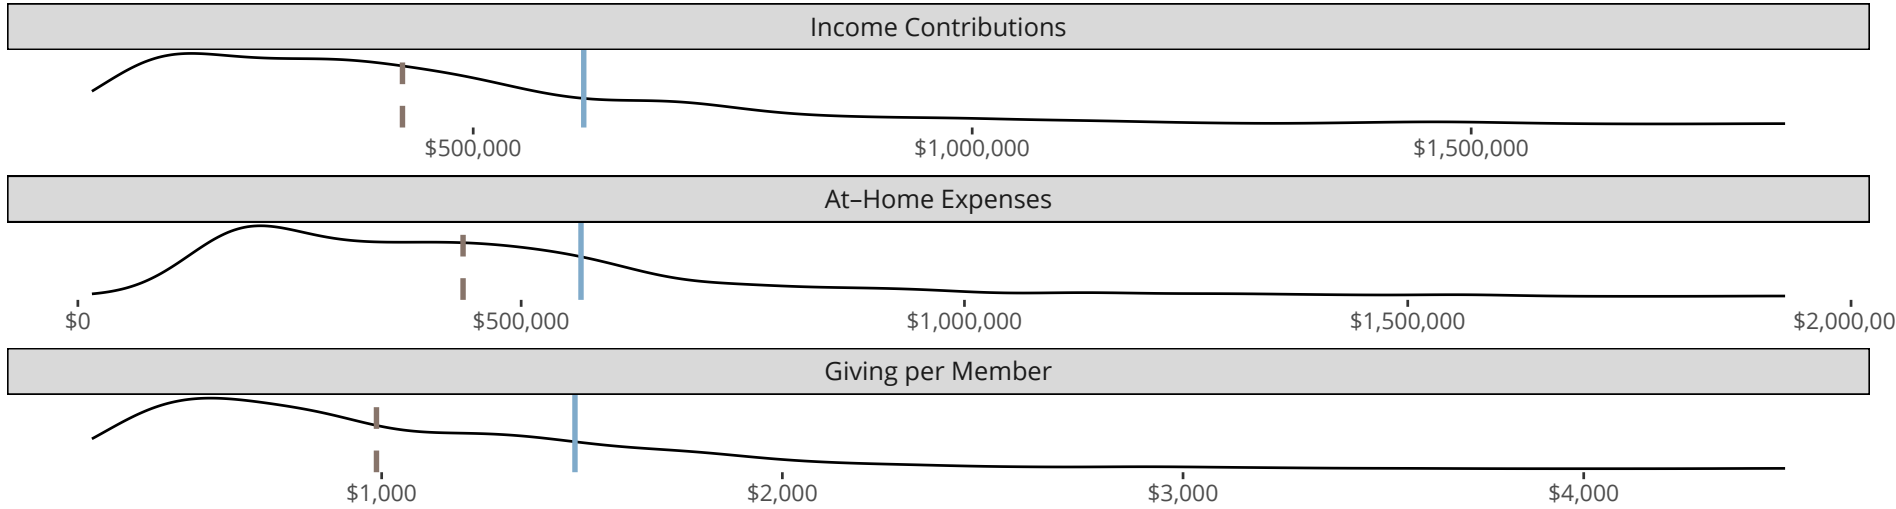 Income Contributions
$500,000 $1,000,000 $1,500,000
At–Home Expenses
$0 $500,000 $1,000,000 $1,500,000 $2,000,00
Giving per Member
$1,000 $2,000 $3,000 $4,000